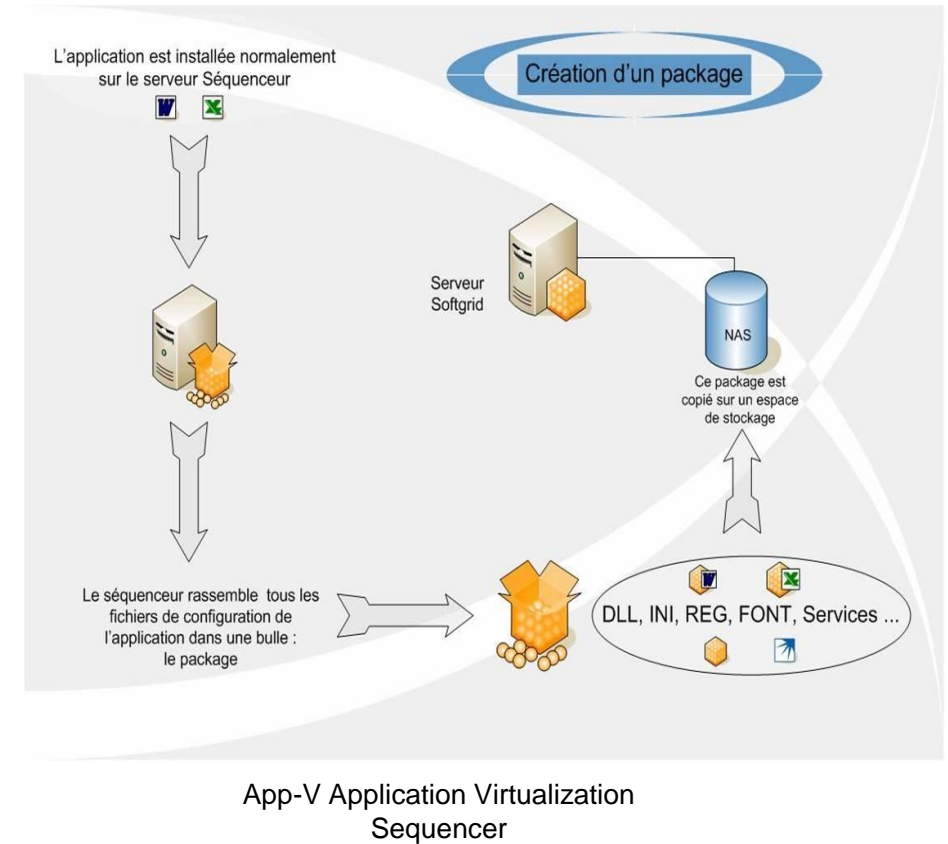 L'application est installée normalement
sur le serveur Séquenceur
Création d'un package
Serveur
Softgrid
NAS
Ce package est
copié sur un espace
de stockage
Le séquenceur rassemble tous les
fichiers de configuration de
l'application dans une bulle :
le package
DLL, INI, REG, FONT, Services ...
App-V Application Virtualization
Sequencer